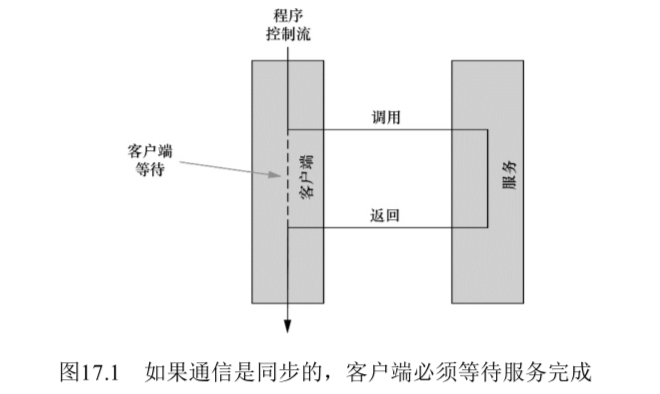 程序
控制流
调用
客户端
等待
客户端
服务
返回
图17.1 如果通信是同步的，客户端必须等待服务完成